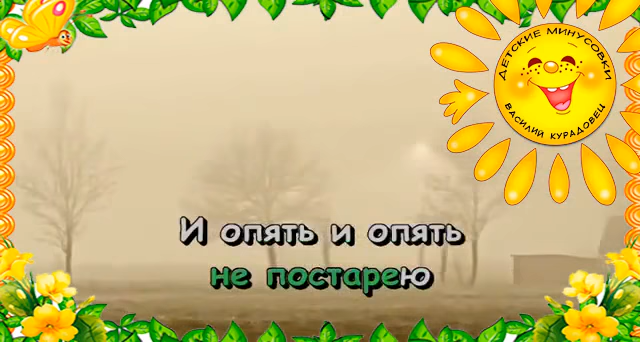 ДЕТСКИЕ МИНУСОВКИ
ВАСИЛИЙ КУРАДОВЕЦ
И опять и опять
не постарею